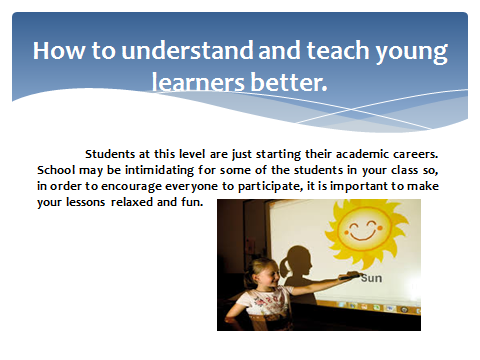 How to understand and teach young
learners better.
Students at this level are just starting their academic careers.
School may be intimidating for some of the students in your class so,
in order to encourage everyone to participate, it is important to make
your lessons relaxed and fun.
Sun